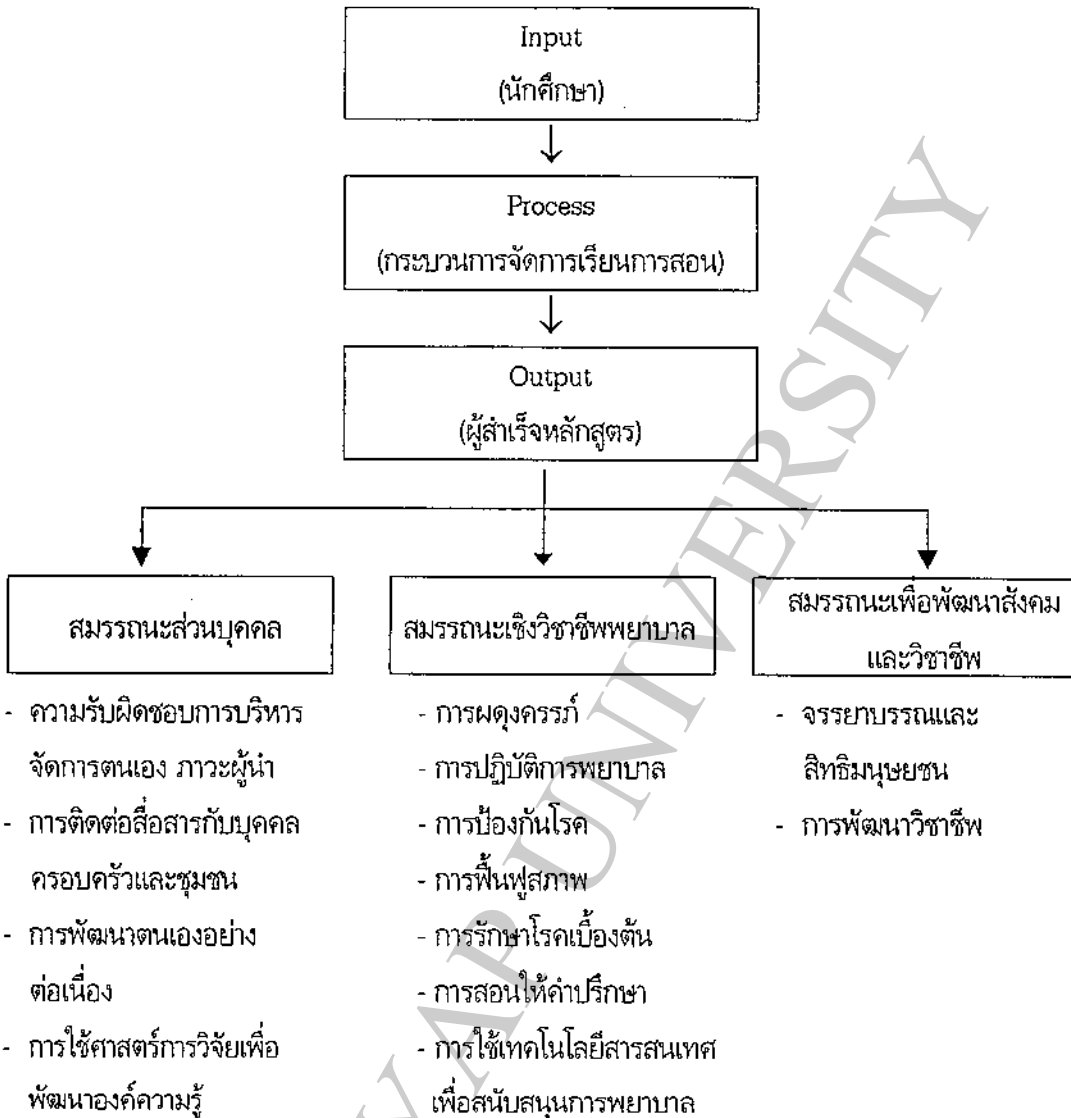 Input
(นักศึกษา)
Process
(กระบวนการจัดการเรียนการสอน)
Output
(ผู้สำเร็จหลักสูตร)
สมรรถนะส่วนบุคคล
- ความรับผิดชอบการบริหาร
จัดการตนเอง ภาวะผู้นำ
- การติดต่อสื่อสารกับบุคคล
ครอบครัวและชุมชน
- การพัฒนาตนเองอย่าง
ต่อเนื่อง
- การใช้ศาสตร์การวิจัยเพื่อ
พัฒนาองค์ความรู้
สมรรถนะเชิงวิชาชีพพยาบาล
- การผดุงครรภ์
- การปฏิบัติการพยาบาล
- การป้องกันโรค
- การฟื้นฟูสภาพ
- การรักษาโรคเบื้องต้น
- การสอนให้คำปรึกษา
- การใช้เทคโนโลยีสารสนเทศ
เพื่อสนับสนุนการพยาบาล
สมรรถนะเพื่อพัฒนาสังคม
และวิชาชีพ
- จรรยาบรรณและ
สิทธิมนุษยชน
- การพัฒนาวิชาชีพ
YAP UNIVERSITY